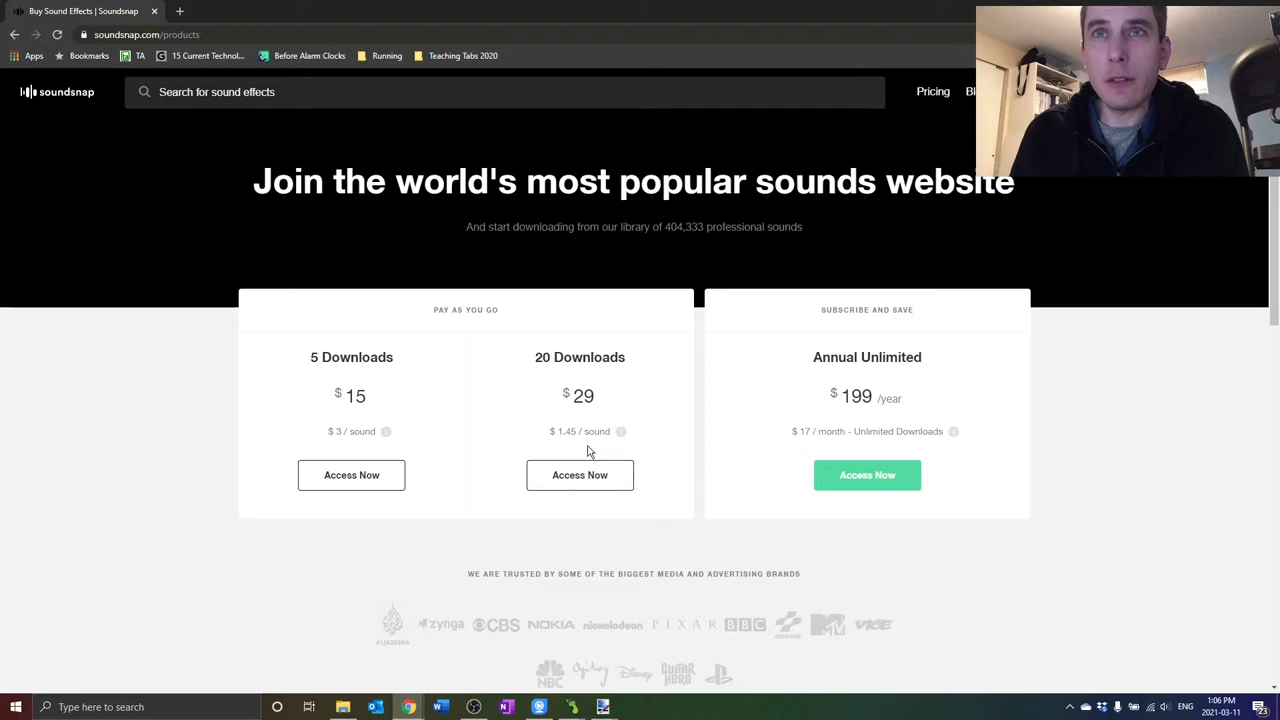 Buy Sound Effects | Soundsnap
soundsnap.com/products
Apps
Bookmarks
TA
15 Current Technolog...
Before Alarm Clocks
Running
Teaching Tabs 2020
soundsnap
Search for sound effects
Pricing
Join the world's most popular sounds website
And start downloading from our library of 404,333 professional sounds
PAY AS YOU GO
5 Downloads
$ 15
$ 3 / sound
Access Now
20 Downloads
$ 29
$ 1.45 / sound
Access Now
SUBSCRIBE AND SAVE
Annual Unlimited
$ 199 /year
$ 17 / month - Unlimited Downloads
Access Now
WE ARE TRUSTED BY SOME OF THE BIGGEST MEDIA AND ADVERTISING BRANDS
ALJAZEERA
zynga
CBS
NOKIA
nickelodeon
PIXAR
BBC
KONAMI
MTV
VICE
NBC
Ogilvy
Disney
GUITAR HERO
Type here to search
ENG
1:06 PM
2021-03-11
23